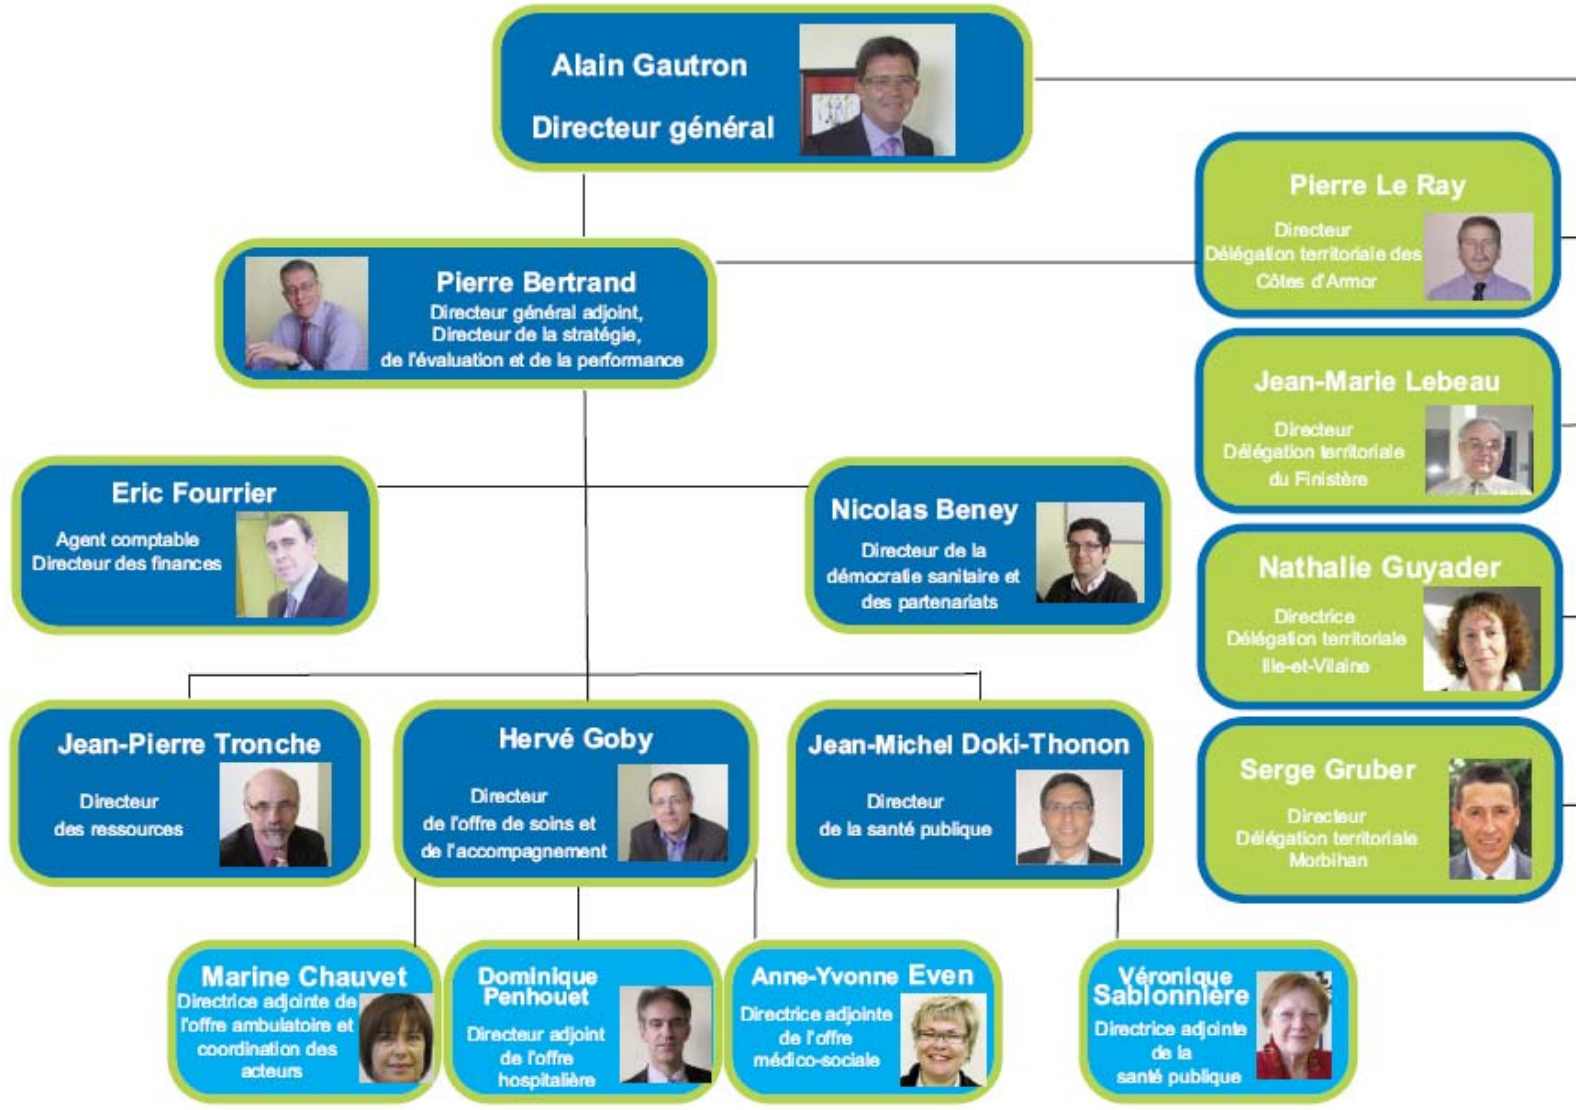 Alain Gautron
Directeur général
Pierre Le Ray
Directeur
Délégation territoriale des
Côtes d'Armor
Pierre Bertrand
Directeur général adjoint,
Directeur de la stratégie,
de l'évaluation et de la performance
Jean-Marie Lebeau
Directeur
Délégation territoriale
du Finistère
Eric Fourrier
Agent comptable
Directeur des finances
Nicolas Beney
Directeur de la
démocratie sanitaire et
des partenariats
Nathalie Guyader
Directrice
Délégation territoriale
Ille-et-Vilaine
Jean-Pierre Tronche
Directeur
des ressources
Hervé Goby
Directeur
de l'offre de soins et
de l'accompagnement
Jean-Michel Doki-Thonon
Directeur
de la santé publique
Serge Gruber
Directeur
Délégation territoriale
Morbihan
Marine Chauvet
Directrice adjointe de
l'offre ambulatoire et
coordination des
acteurs
Dominique
Penhouet
Directeur adjoint
de l'offre
hospitalière
Anne-Yvonne Even
Directrice adjointe
de l'offre
médico-sociale
Véronique
Sablonnière
Directrice adjointe
de la
santé publique